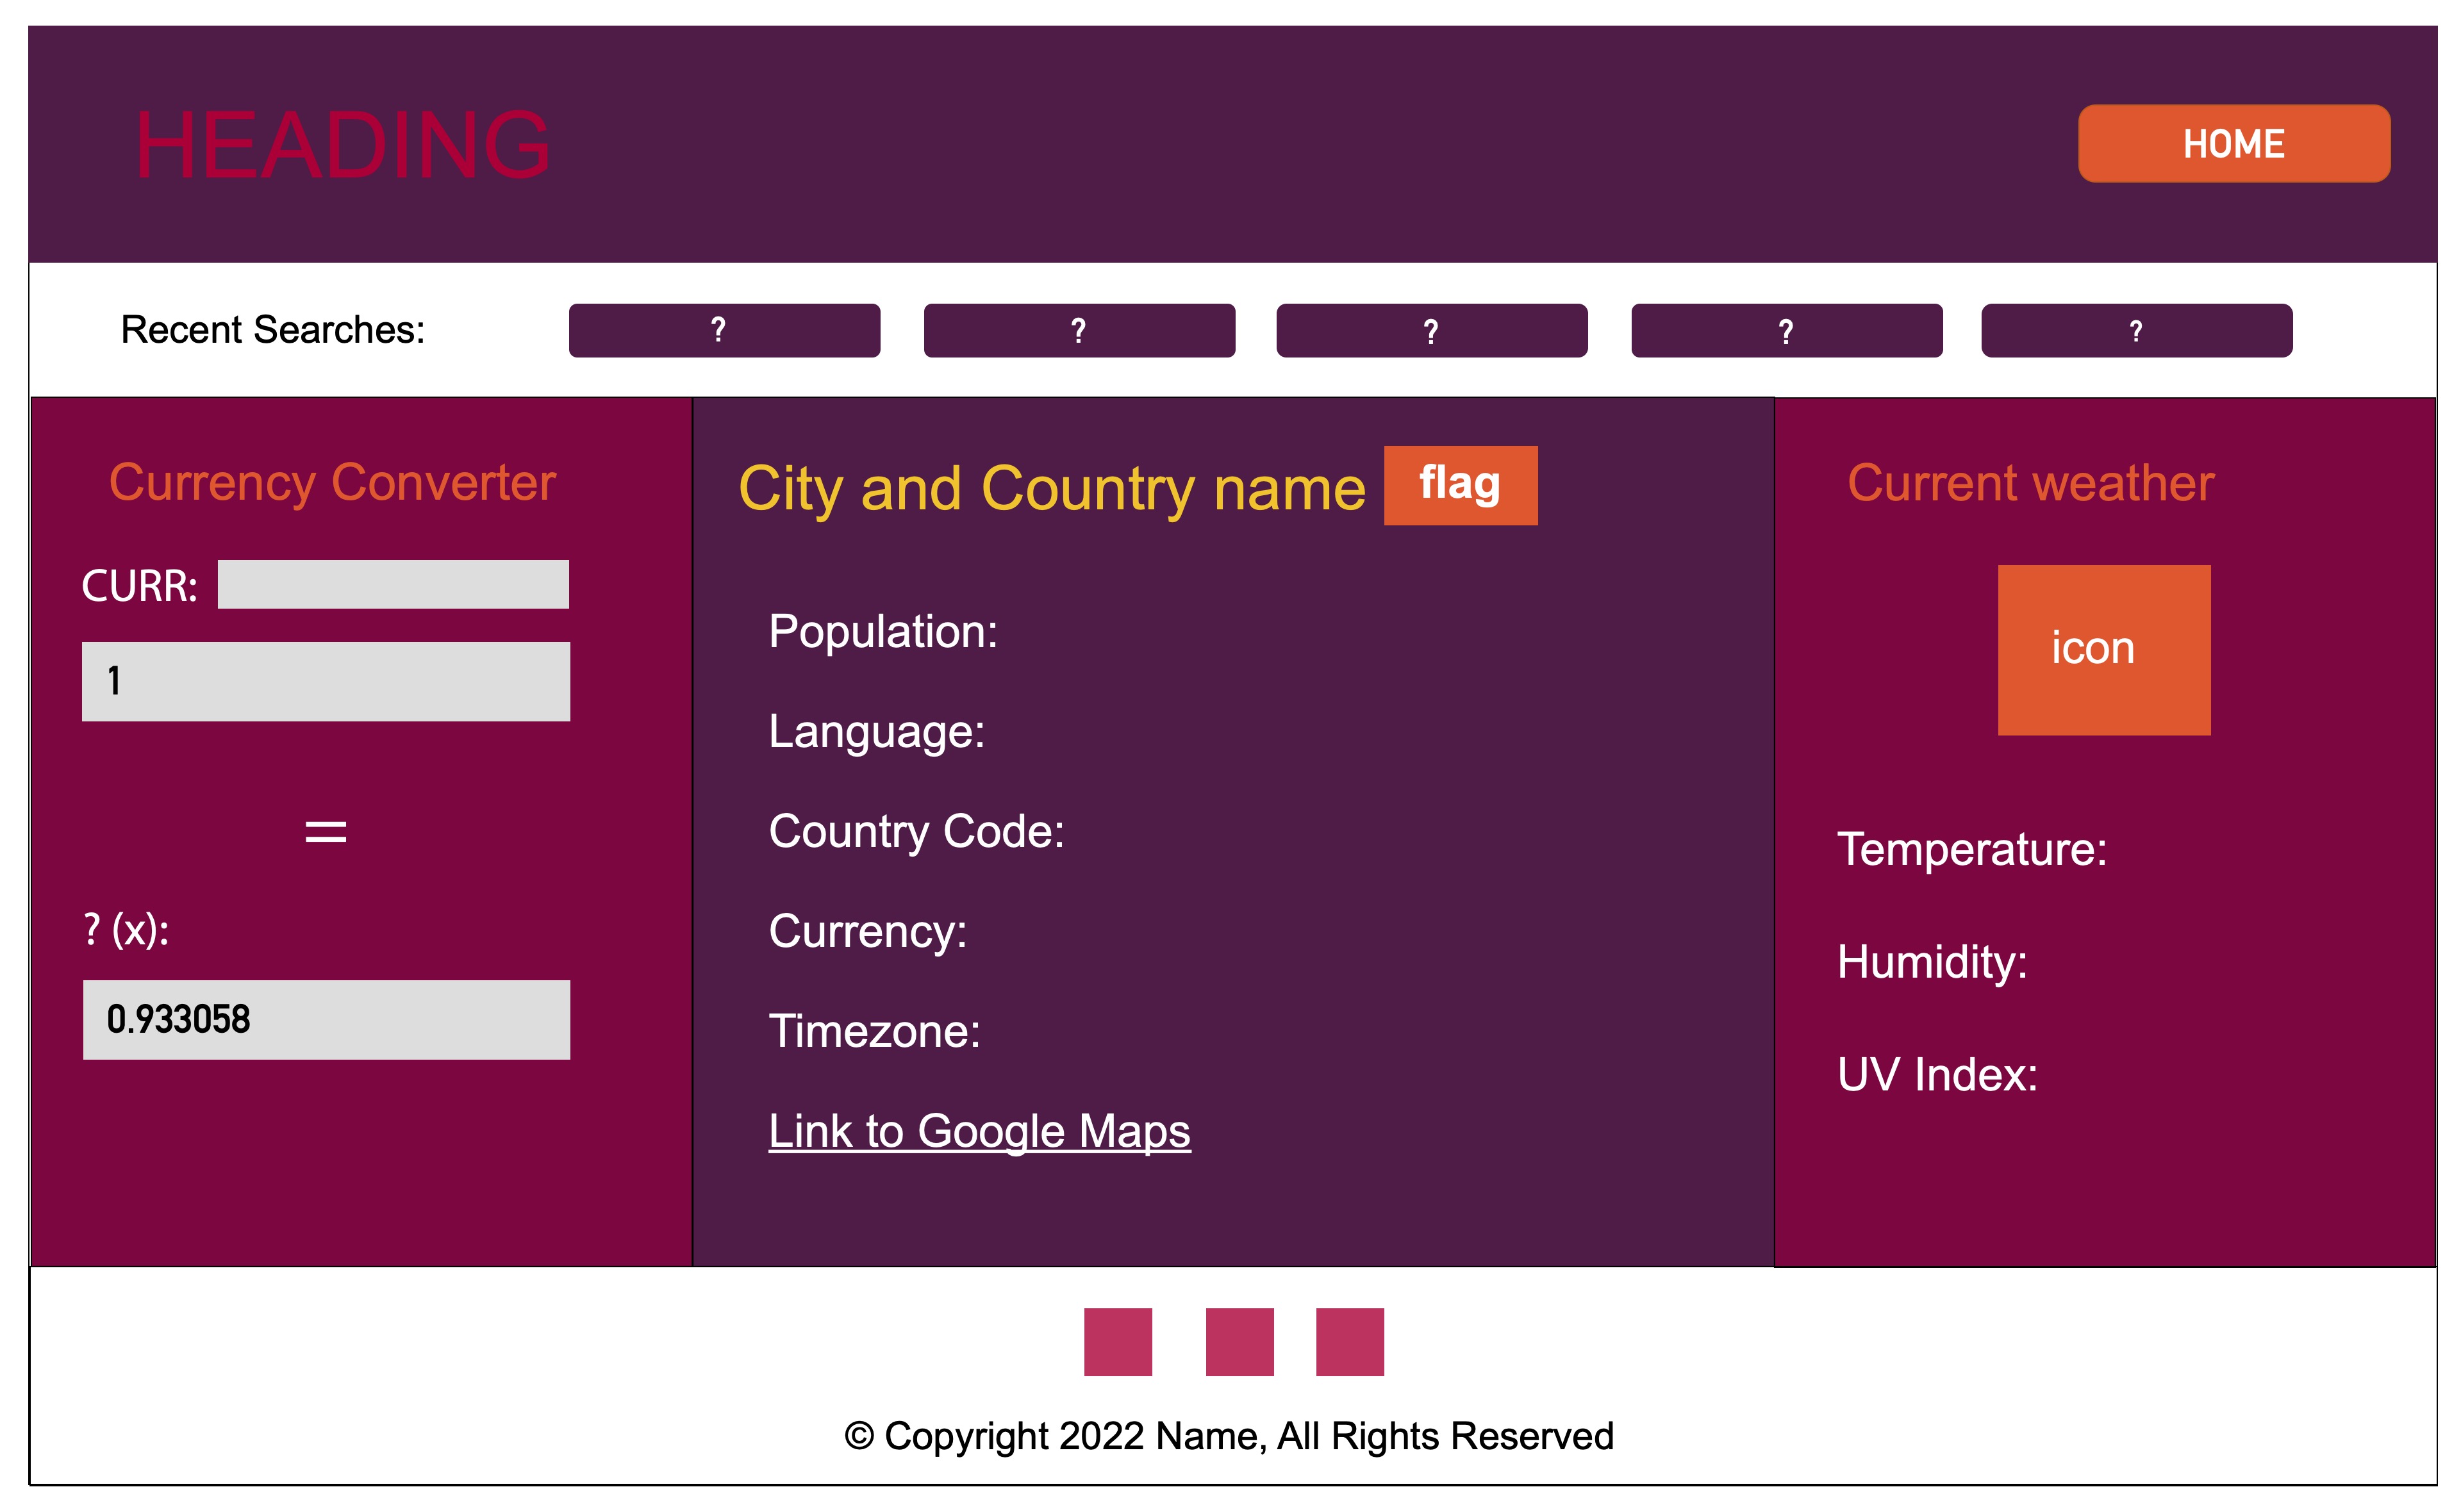 HEADING
HOME
Recent Searches:
?
?
?
?
?
Currency Converter
CURR:
1
=
? (x):
0.933058
City and Country name
flag
Population:
Language:
Country Code:
Currency:
Timezone:
Link to Google Maps
Current weather
icon
Temperature:
Humidity:
UV Index:
© Copyright 2022 Name, All Rights Reserved